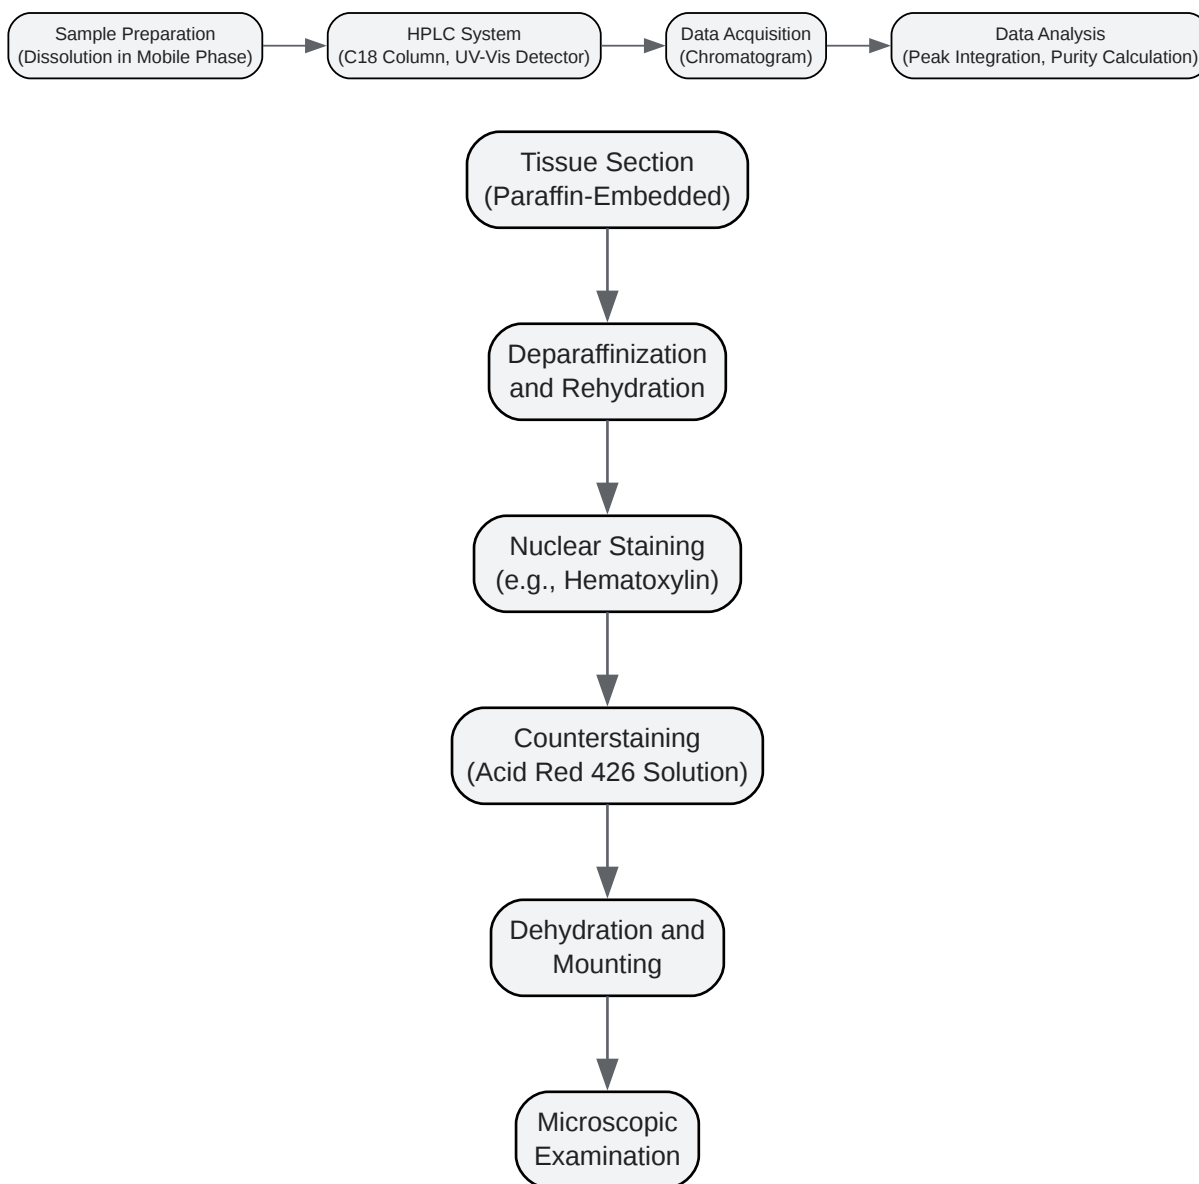 Sample Preparation
(Dissolution in Mobile Phase)
HPLC System
(C18 Column, UV-Vis Detector)
Data Acquisition
(Chromatogram)
Data Analysis
(Peak Integration, Purity Calculation)
Tissue Section
(Paraffin-Embedded)
Deparaffinization
and Rehydration
Nuclear Staining
(e.g., Hematoxylin)
Counterstaining
(Acid Red 426 Solution)
Dehydration and
Mounting
Microscopic
Examination